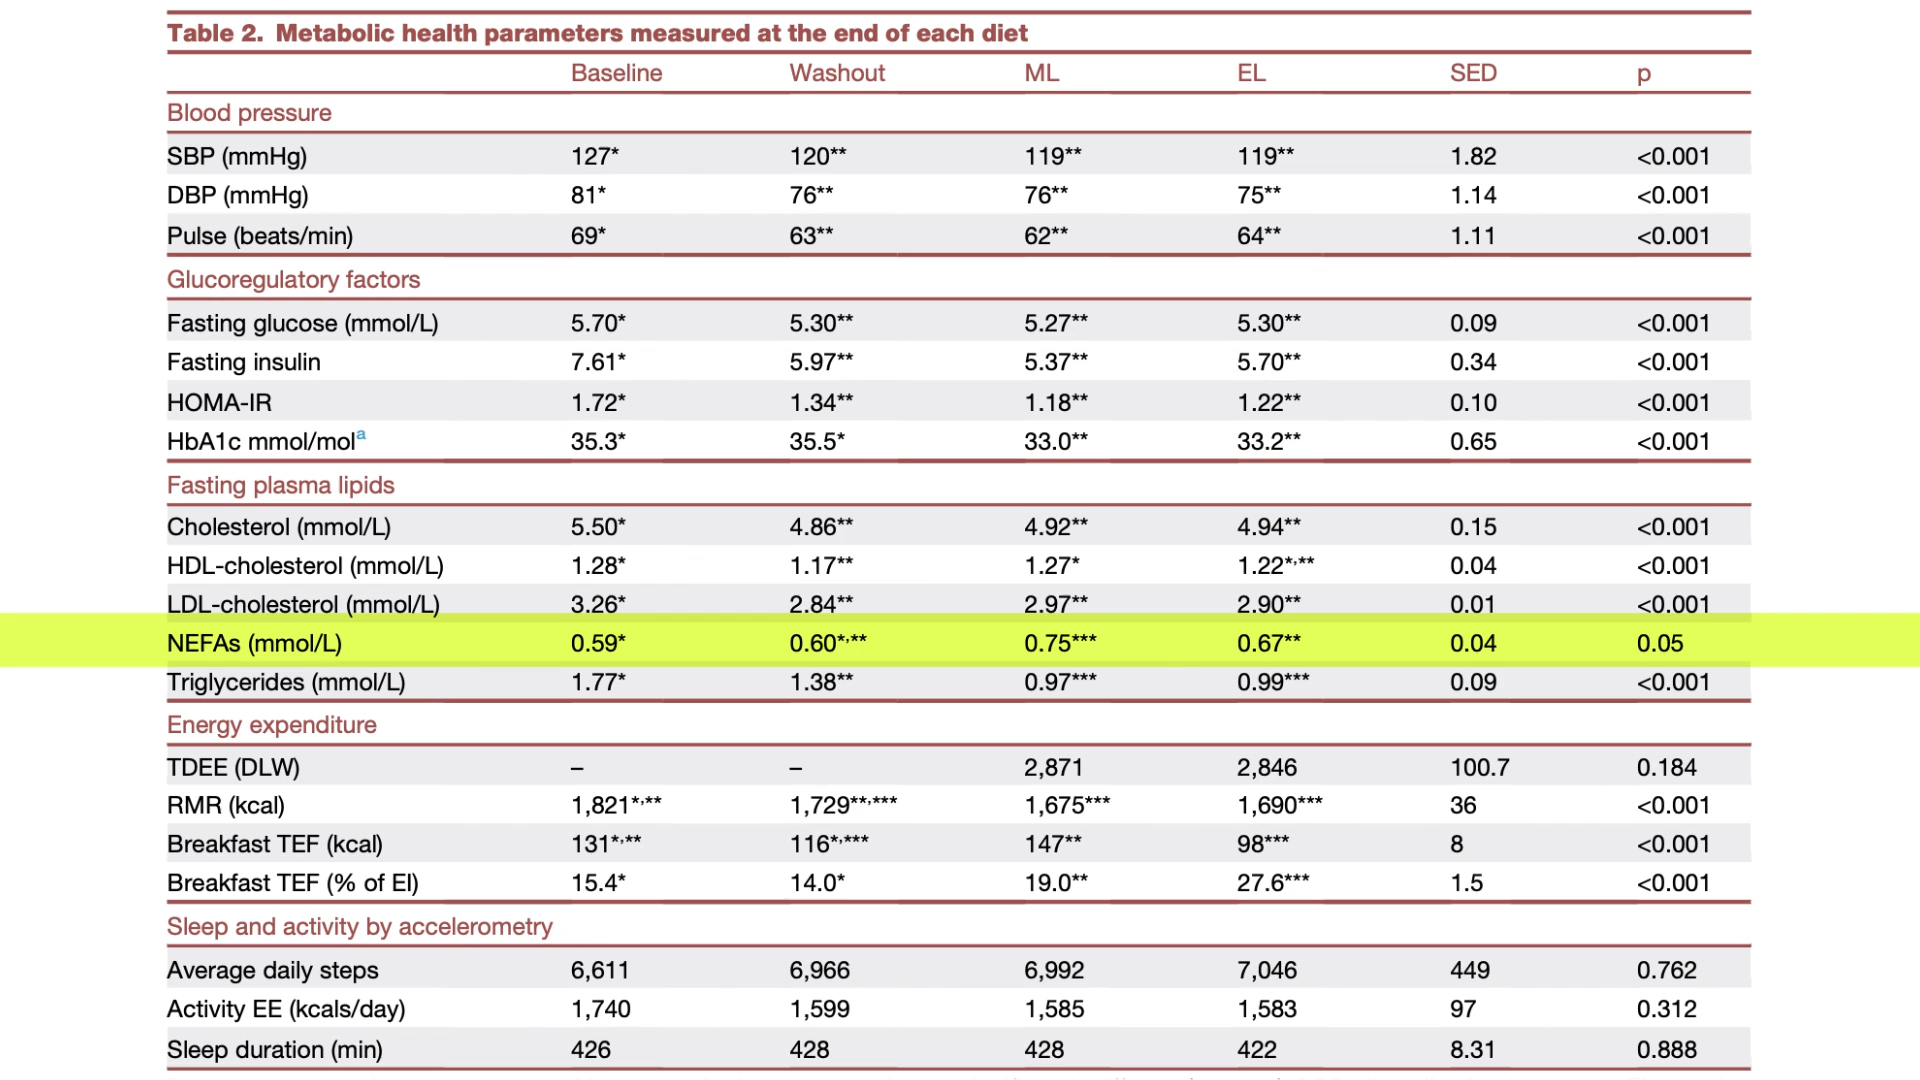 Table 2. Metabolic health parameters measured at the end of each diet
Baseline Washout ML EL SED p
Blood pressure
SBP (mmHg) 127* 120** 119** 119** 1.82 <0.001
DBP (mmHg) 81* 76** 76** 75** 1.14 <0.001
Pulse (beats/min) 69* 63** 62** 64** 1.11 <0.001
Glucoregulatory factors
Fasting glucose (mmol/L) 5.70* 5.30** 5.27** 5.30** 0.09 <0.001
Fasting insulin 7.61* 5.97** 5.37** 5.70** 0.34 <0.001
HOMA-IR 1.72* 1.34** 1.18** 1.22** 0.10 <0.001
HbA1c mmol/mol^a 35.3* 35.5* 33.0** 33.2** 0.65 <0.001
Fasting plasma lipids
Cholesterol (mmol/L) 5.50* 4.86** 4.92** 4.94** 0.15 <0.001
HDL-cholesterol (mmol/L) 1.28* 1.17** 1.27* 1.22*,** 0.04 <0.001
LDL-cholesterol (mmol/L) 3.26* 2.84** 2.97** 2.90** 0.01 <0.001
NEFAs (mmol/L) 0.59* 0.60*,** 0.75*** 0.67** 0.04 0.05
Triglycerides (mmol/L) 1.77* 1.38** 0.97*** 0.99*** 0.09 <0.001
Energy expenditure
TDEE (DLW) – – 2,871 2,846 100.7 0.184
RMR (kcal) 1,821*,** 1,729**,*** 1,675*** 1,690*** 36 <0.001
Breakfast TEF (kcal) 131*,** 116*,*** 147** 98*** 8 <0.001
Breakfast TEF (% of EI) 15.4* 14.0* 19.0** 27.6*** 1.5 <0.001
Sleep and activity by accelerometry
Average daily steps 6,611 6,966 6,992 7,046 449 0.762
Activity EE (kcals/day) 1,740 1,599 1,585 1,583 97 0.312
Sleep duration (min) 426 428 428 422 8.31 0.888